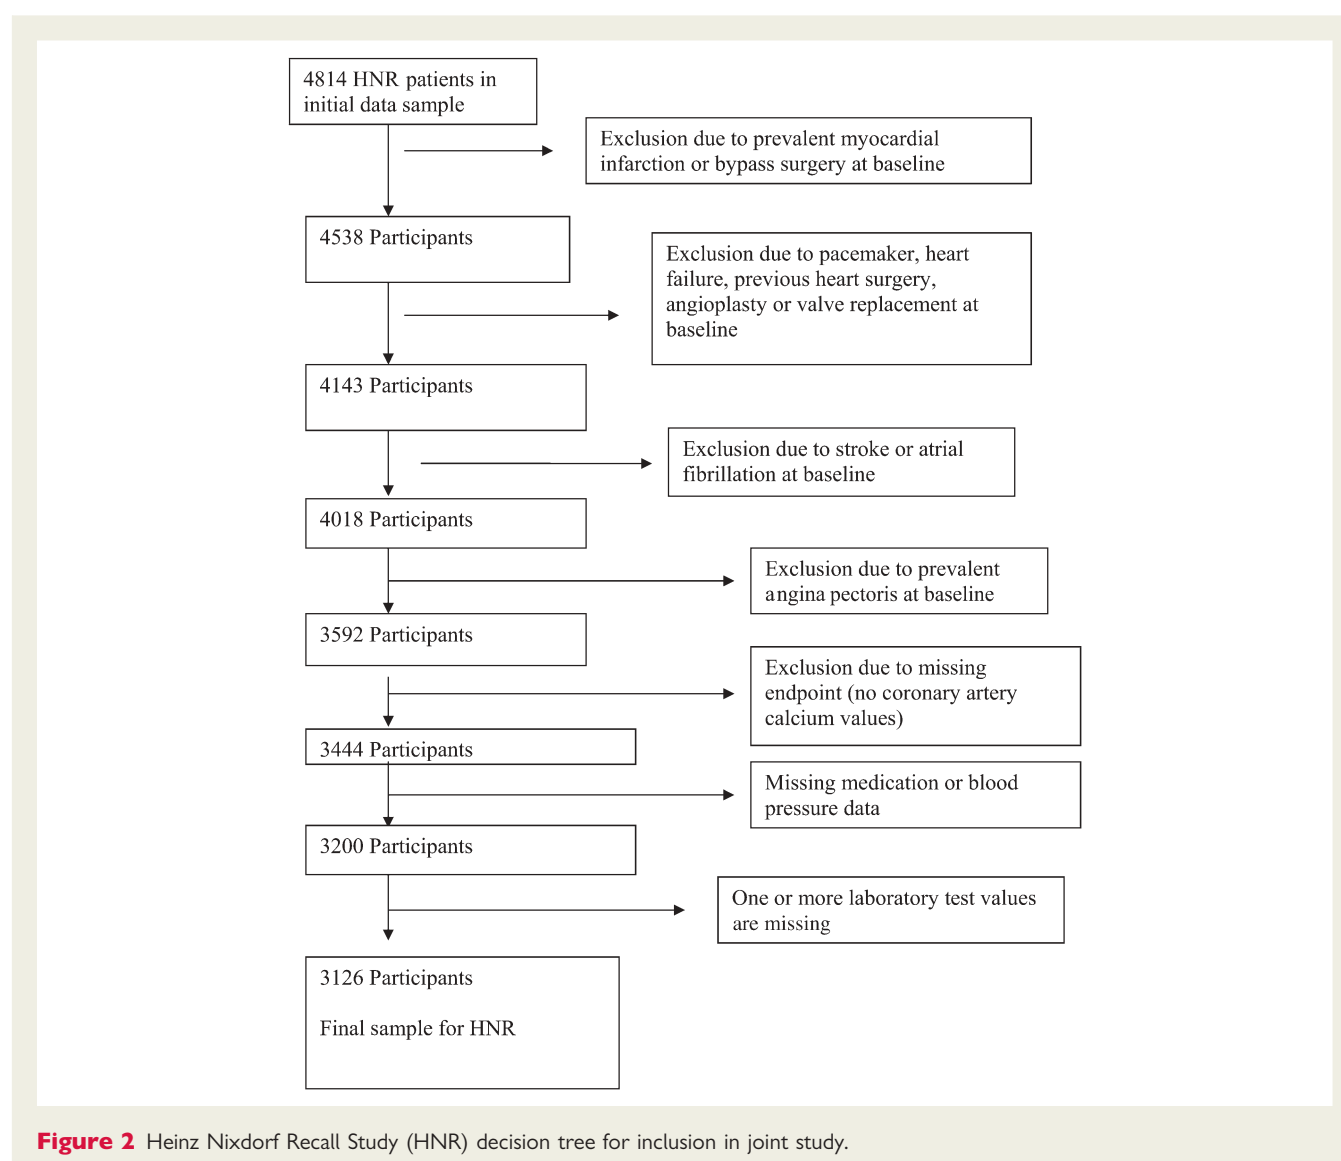 4814 HNR patients in
initial data sample
Exclusion due to prevalent myocardial
infarction or bypass surgery at baseline
4538 Participants
Exclusion due to pacemaker, heart
failure, previous heart surgery,
angioplasty or valve replacement at
baseline
4143 Participants
Exclusion due to stroke or atrial
fibrillation at baseline
4018 Participants
Exclusion due to prevalent
angina pectoris at baseline
3592 Participants
Exclusion due to missing
endpoint (no coronary artery
calcium values)
3444 Participants
Missing medication or blood
pressure data
3200 Participants
One or more laboratory test values
are missing
3126 Participants
Final sample for HNR
Figure 2 Heinz Nixdorf Recall Study (HNR) decision tree for inclusion in joint study.